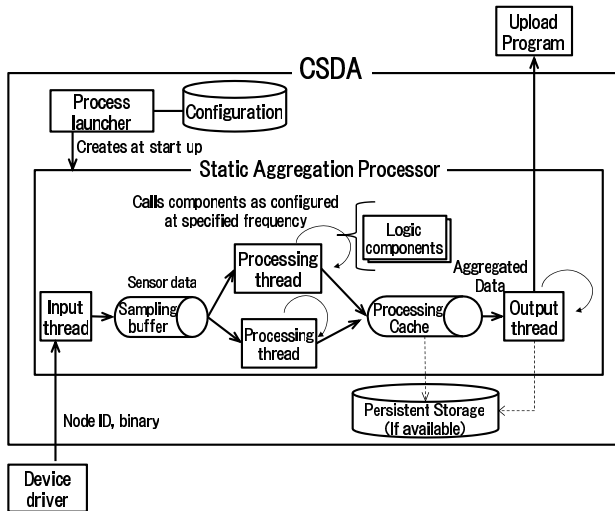 Upload
Program
CSDA
Process
launcher
Configuration
Creates at start up
Static Aggregation Processor
Calls components as configured
at specified frequency
Logic
components
Processing
thread
Sensor data
Aggregated
Data
Input
thread
Sampling
buffer
Processing
thread
Processing
Cache
Output
thread
Node ID, binary
Persistent Storage
(If available)
Device
driver